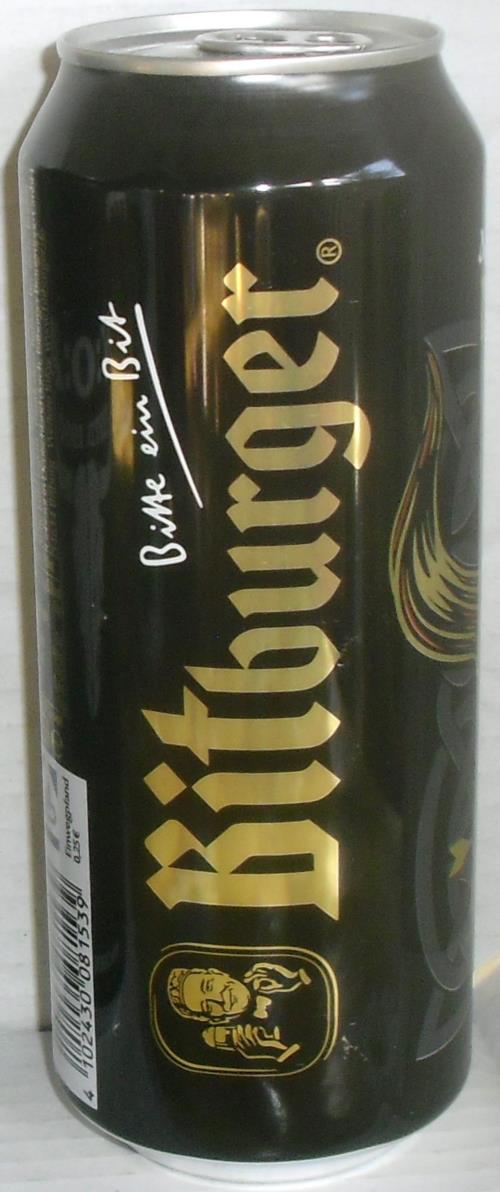 Bitte ein Bit
Bitburger®
Einwegpfand
0,25 €
4 102430 081539